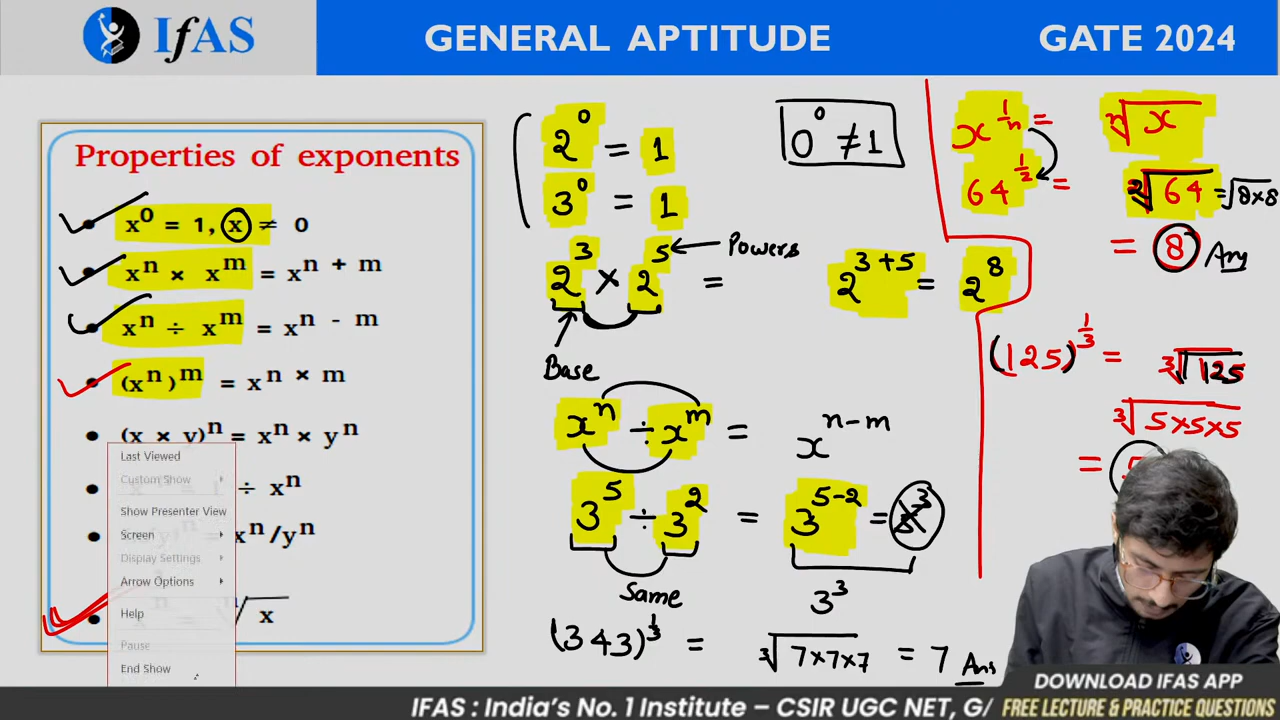 IfAS
GENERAL APTITUDE
GATE 2024
Properties of exponents
• x⁰ = 1, x ≠ 0
• xⁿ × xᵐ = xⁿ ⁺ ᵐ
• xⁿ ÷ xᵐ = xⁿ ⁻ ᵐ
• (xⁿ)ᵐ = xⁿ ˣ ᵐ
• (x × y)ⁿ = xⁿ × yⁿ
÷ xⁿ
xⁿ/yⁿ
√x
Last Viewed
Custom Show
Show Presenter View
Screen
Display Settings
Arrow Options
Help
Pause
End Show
2⁰ = 1
3⁰ = 1
0⁰ ≠ 1
2³ × 2⁵ = 2³⁺⁵ = 2⁸
Powers
Base
xⁿ ÷ xᵐ = xⁿ⁻ᵐ
3⁵ ÷ 3² = 3⁵⁻² =
Same
3³
(343)^1/3 = ³√7×7×7 = 7 Ans
x^1/n = ⁿ√x
64^1/2 = ²√64 = √8×8
= 8 Ans
(125)^1/3 = ³√125
³√5×5×5
=
DOWNLOAD IFAS APP
IFAS : India's No. 1 Institute – CSIR UGC NET, G/
FREE LECTURE & PRACTICE QUESTIONS